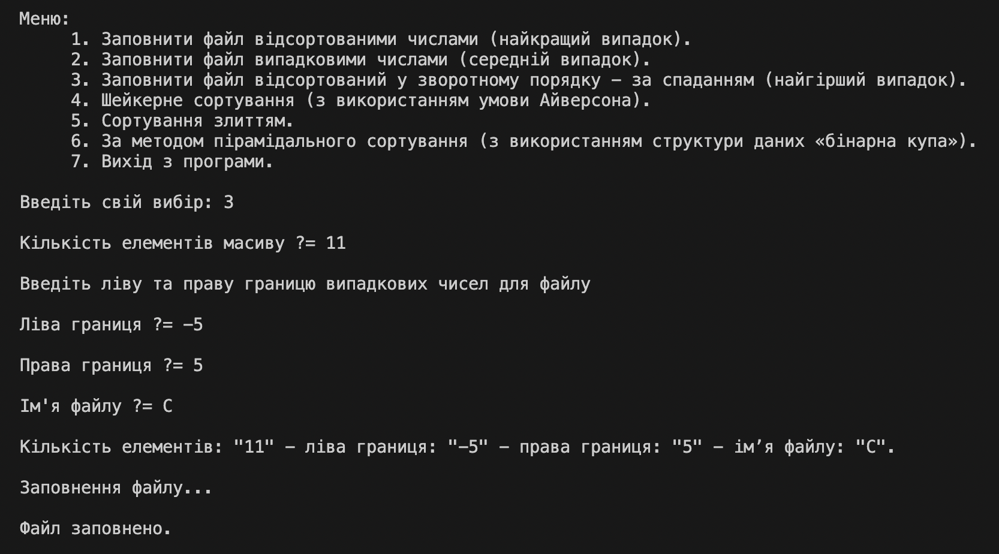 Меню:
1. Заповнити файл відсортованими числами (найкращий випадок).
2. Заповнити файл випадковими числами (середній випадок).
3. Заповнити файл відсортований у зворотному порядку – за спаданням (найгірший випадок).
4. Шейкерне сортування (з використанням умови Айверсона).
5. Сортування злиттям.
6. За методом пірамідального сортування (з використанням структури даних «бінарна купа»).
7. Вихід з програми.
Введіть свій вибір: 3
Кількість елементів масиву ?= 11
Введіть ліву та праву границю випадкових чисел для файлу
Ліва границя ?= -5
Права границя ?= 5
Ім'я файлу ?= C
Кількість елементів: "11" – ліва границя: "-5" – права границя: "5" – ім’я файлу: "C".
Заповнення файлу...
Файл заповнено.